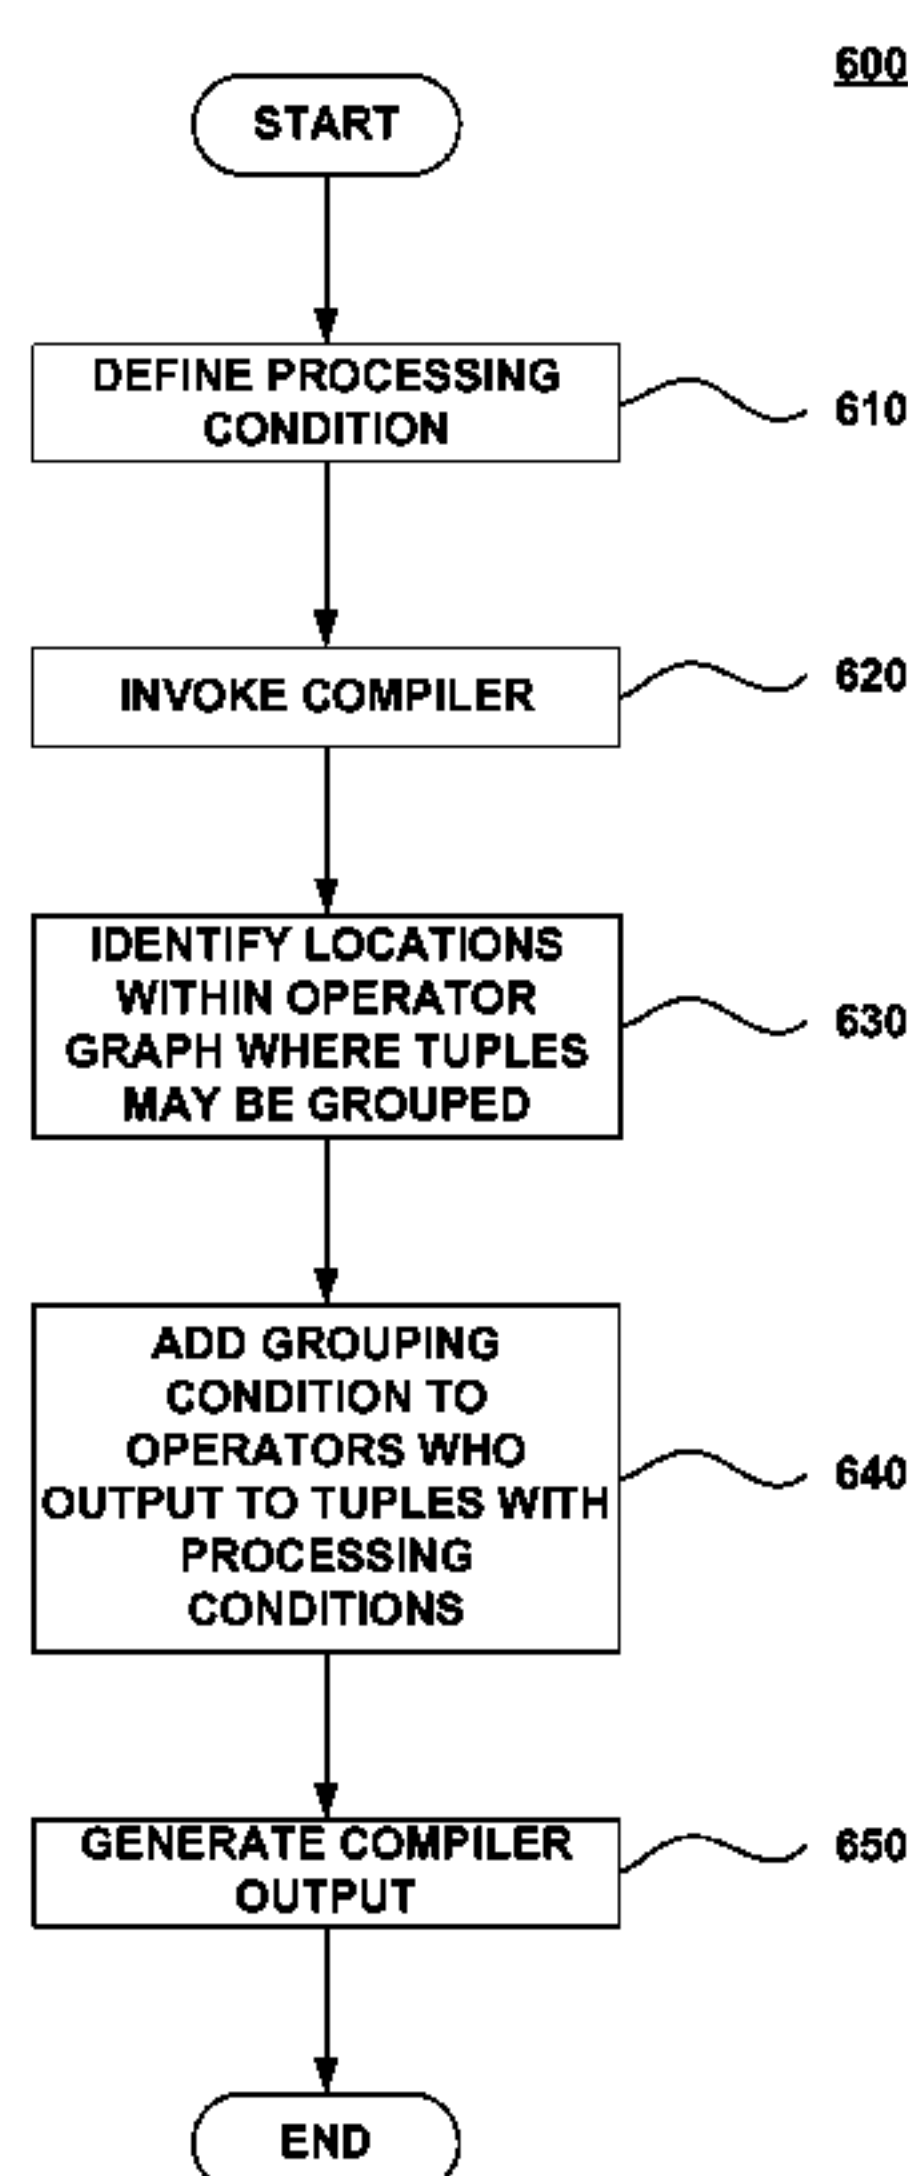 600
START
DEFINE PROCESSING
CONDITION
610
INVOKE COMPILER
620
IDENTIFY LOCATIONS
WITHIN OPERATOR
GRAPH WHERE TUPLES
MAY BE GROUPED
630
ADD GROUPING
CONDITION TO
OPERATORS WHO
OUTPUT TO TUPLES WITH
PROCESSING
CONDITIONS
640
GENERATE COMPILER
OUTPUT
650
END